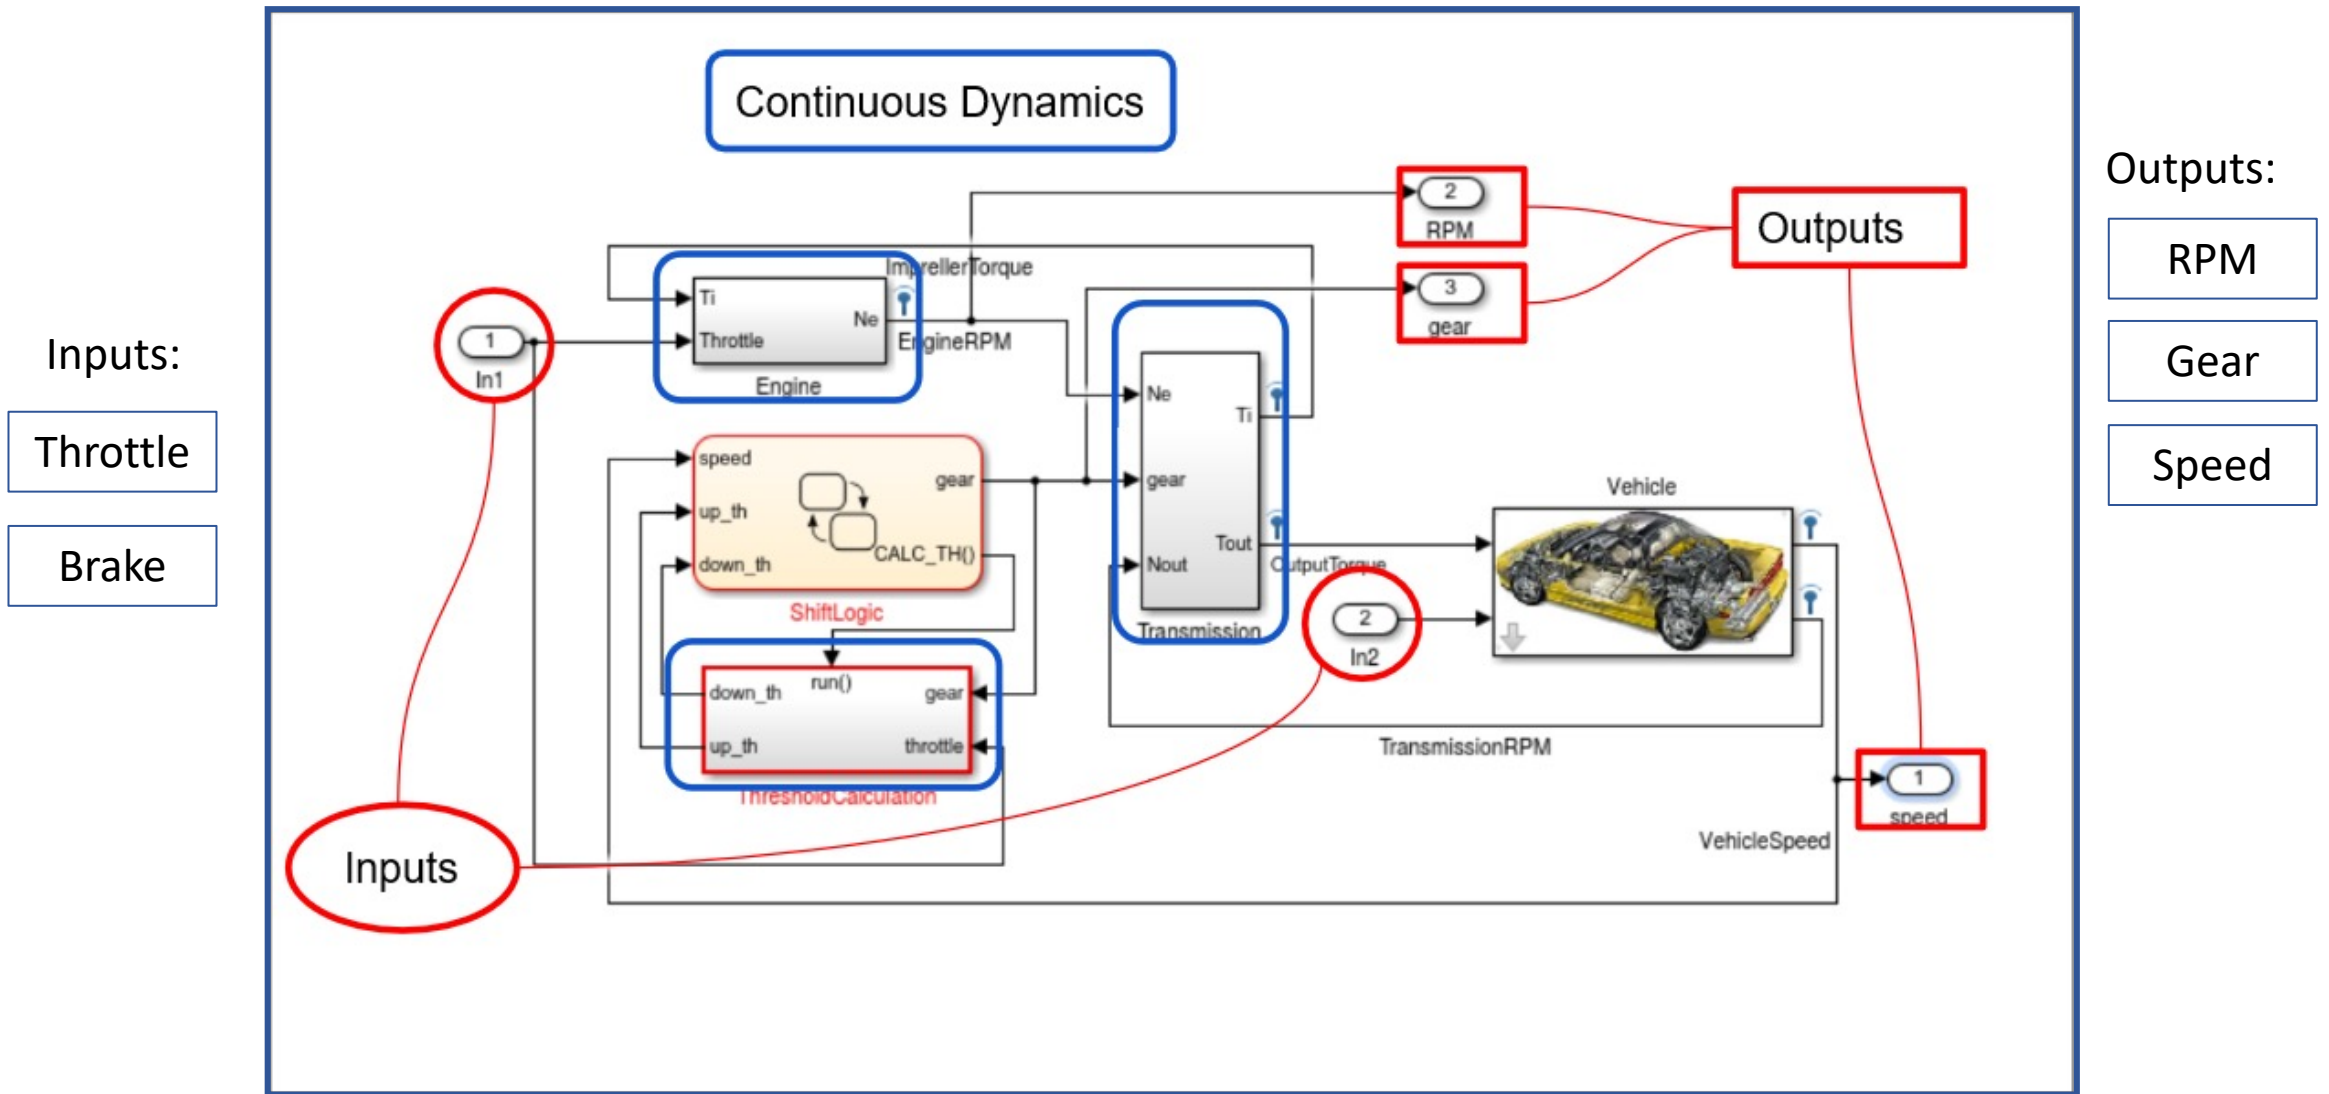 Continuous Dynamics
Inputs:
Throttle
Brake
Outputs:
RPM
Gear
Speed
Outputs
2
RPM
3
gear
ImprellerTorque
1
In1
Ti
Throttle
Ne
Engine
EngineRPM
speed
up_th
down_th
gear
CALC_TH()
ShiftLogic
run()
down_th
up_th
gear
throttle
ThresholdCalculation
Ne
gear
Nout
Ti
Tout
Transmission
OutputTorque
2
In2
Vehicle
TransmissionRPM
1
speed
VehicleSpeed
Inputs